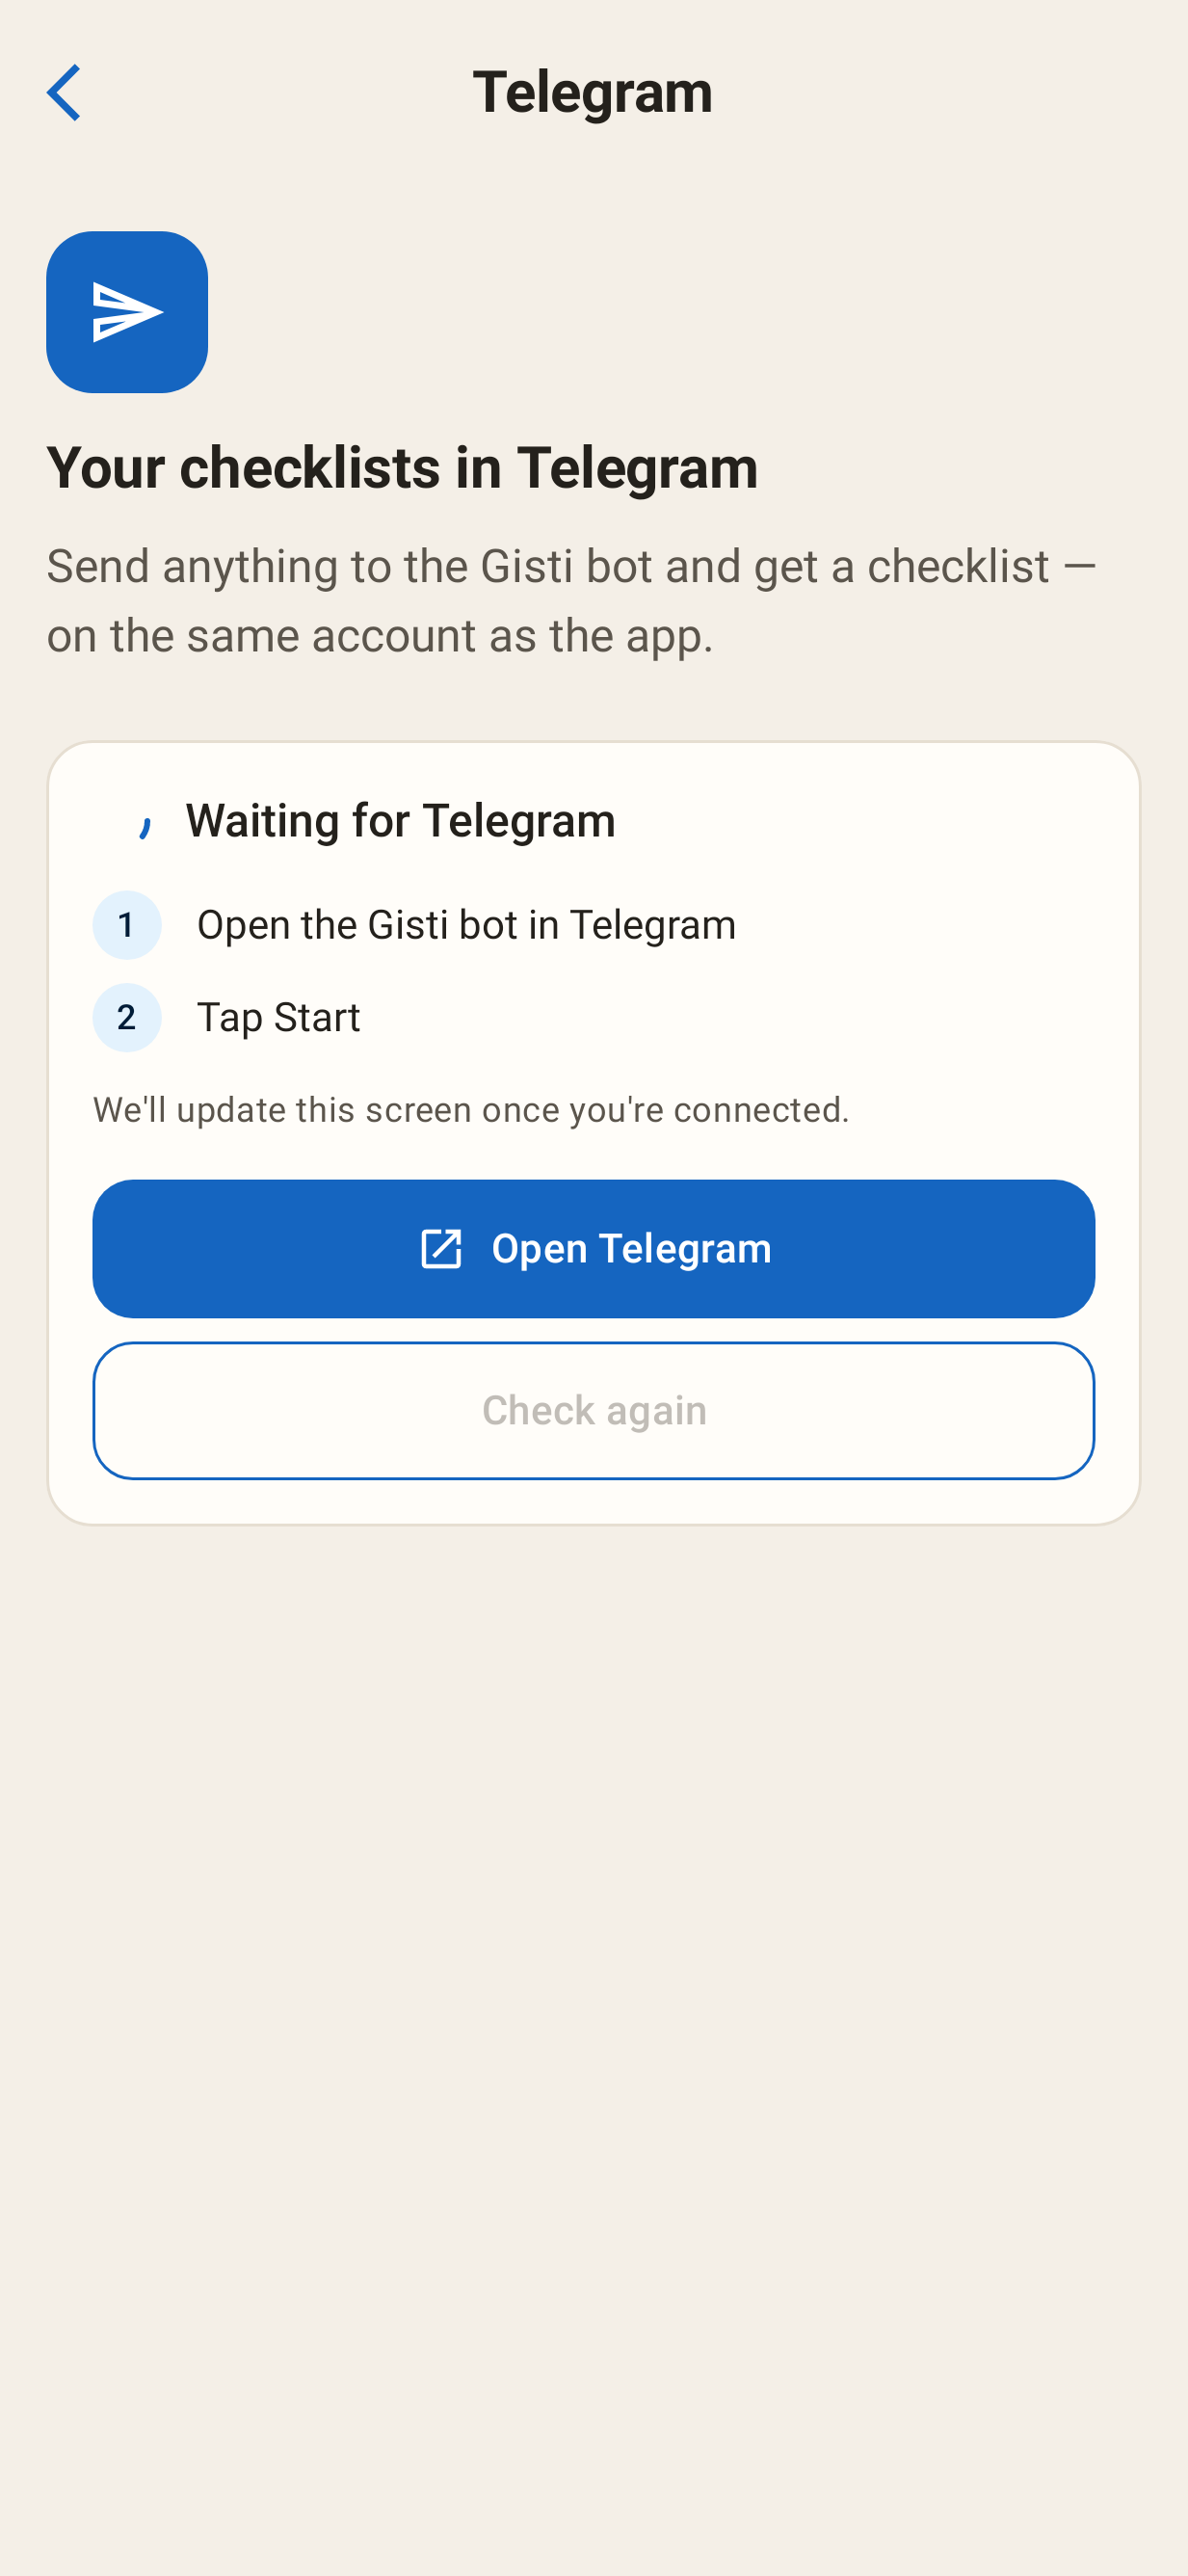 Telegram
Your checklists in Telegram
Send anything to the Gisti bot and get a checklist —
on the same account as the app.
Waiting for Telegram
1 Open the Gisti bot in Telegram
2 Tap Start
We'll update this screen once you're connected.
Open Telegram
Check again